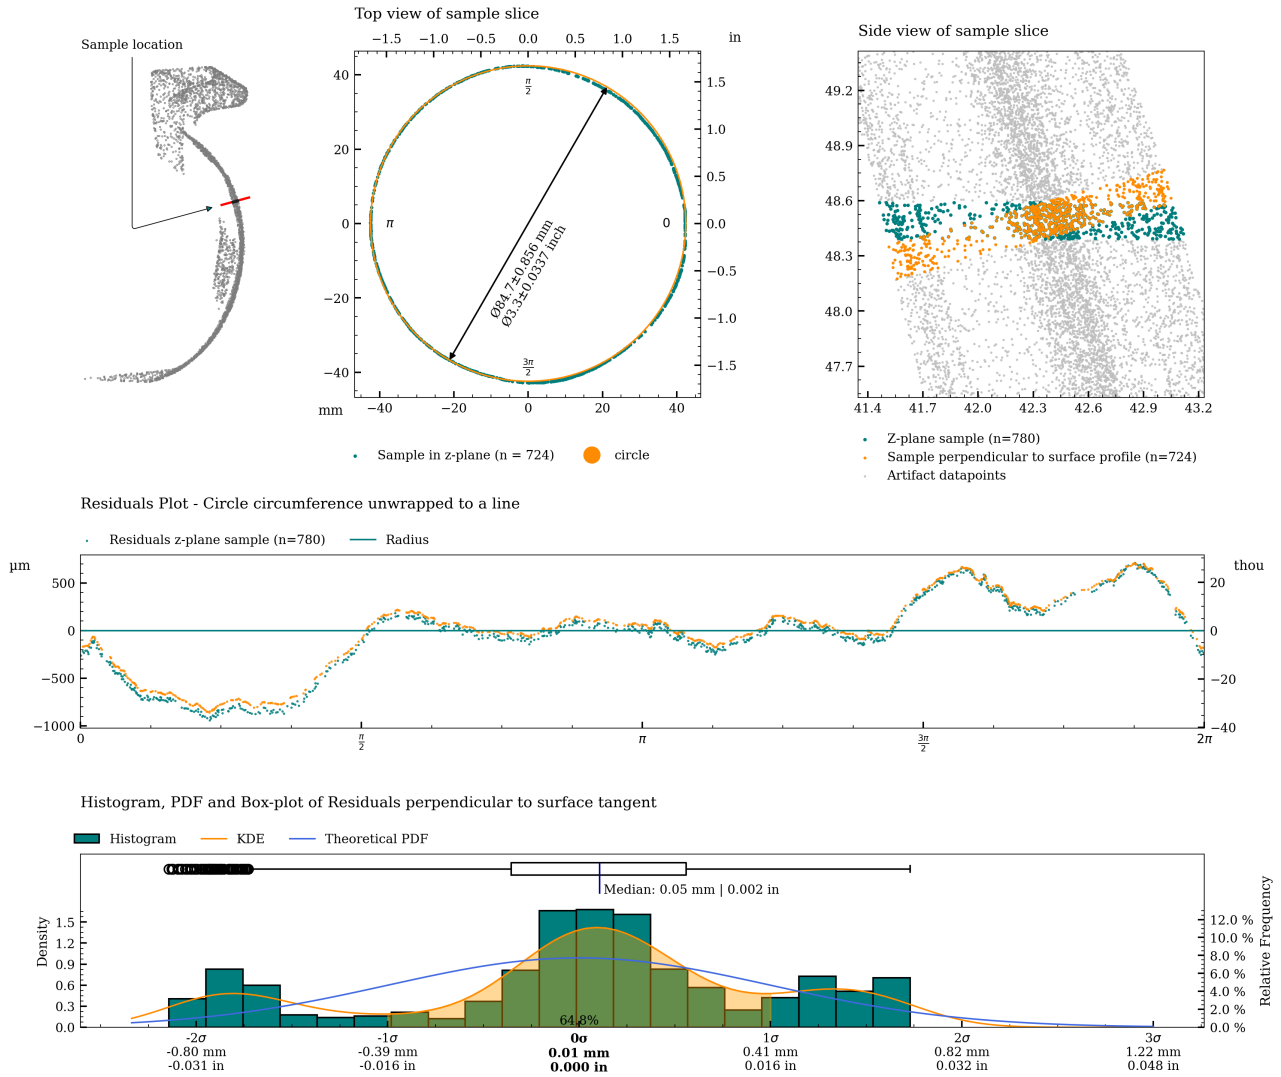 Sample location
Top view of sample slice
−1.5 −1.0 −0.5 0.0 0.5 1.0 1.5 in
40
20
0
−20
−40
1.5
1.0
0.5
0.0
−0.5
−1.0
−1.5
π/2
π
0
3π/2
Ø84.7±0.856 mm
Ø3.3±0.0337 inch
mm −40 −20 0 20 40
Sample in z-plane (n = 724) circle
Side view of sample slice
49.2
48.9
48.6
48.3
48.0
47.7
41.4 41.7 42.0 42.3 42.6 42.9 43.2
Z-plane sample (n=780)
Sample perpendicular to surface profile (n=724)
Artifact datapoints
Residuals Plot - Circle circumference unwrapped to a line
Residuals z-plane sample (n=780) Radius
µm thou
500
0
−500
−1000
20
0
−20
−40
0 π/2 π 3π/2 2π
Histogram, PDF and Box-plot of Residuals perpendicular to surface tangent
Histogram KDE Theoretical PDF
Median: 0.05 mm | 0.002 in
Density
1.5
1.2
0.9
0.6
0.3
0.0
64.8%
Relative Frequency
12.0 %
10.0 %
8.0 %
6.0 %
4.0 %
2.0 %
0.0 %
-2σ -1σ 0σ 1σ 2σ 3σ
-0.80 mm -0.39 mm 0.01 mm 0.41 mm 0.82 mm 1.22 mm
-0.031 in -0.016 in 0.000 in 0.016 in 0.032 in 0.048 in